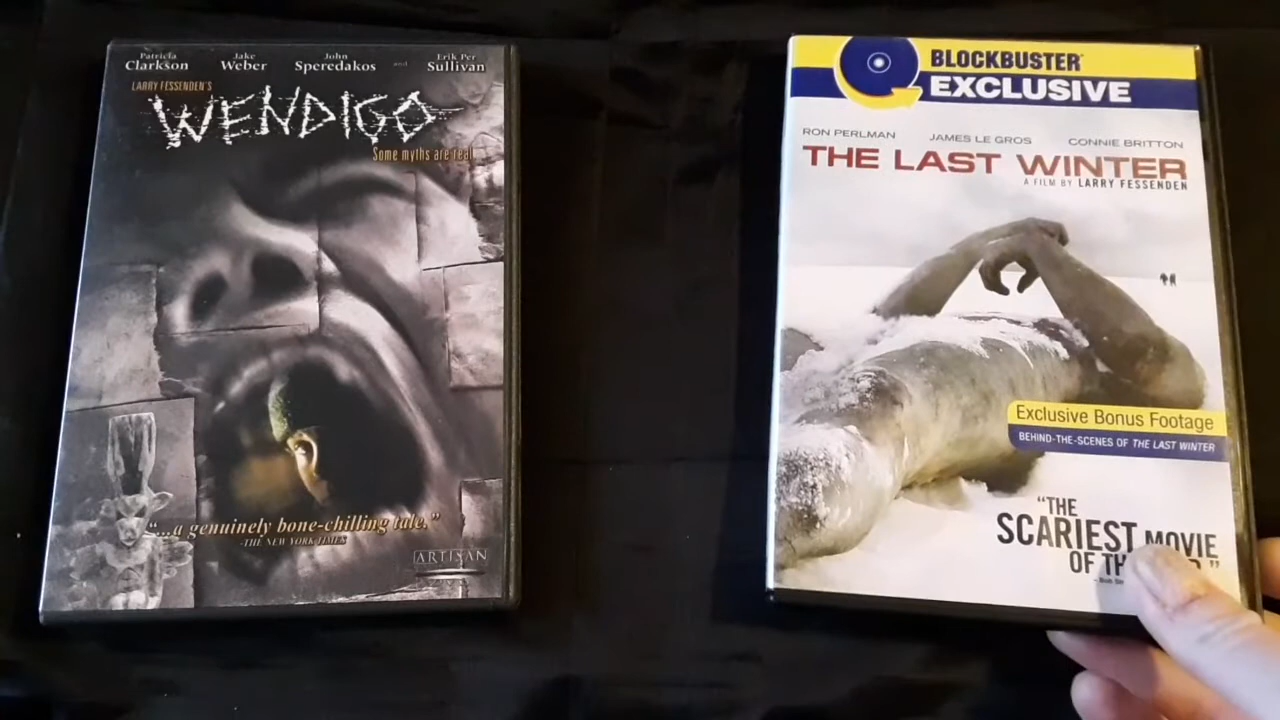 Patricia Clarkson
Jake Weber
John Speredakos
and
Erik Per Sullivan
LARRY FESSENDEN'S
WENDIGO
Some myths are real
"...a genuinely bone-chilling tale."
-THE NEW YORK TIMES
ARTISAN
BLOCKBUSTER
EXCLUSIVE
RON PERLMAN JAMES LE GROS CONNIE BRITTON
THE LAST WINTER
A FILM BY LARRY FESSENDEN
Exclusive Bonus Footage
BEHIND-THE-SCENES OF THE LAST WINTER
"THE
SCARIEST MOVIE
OF